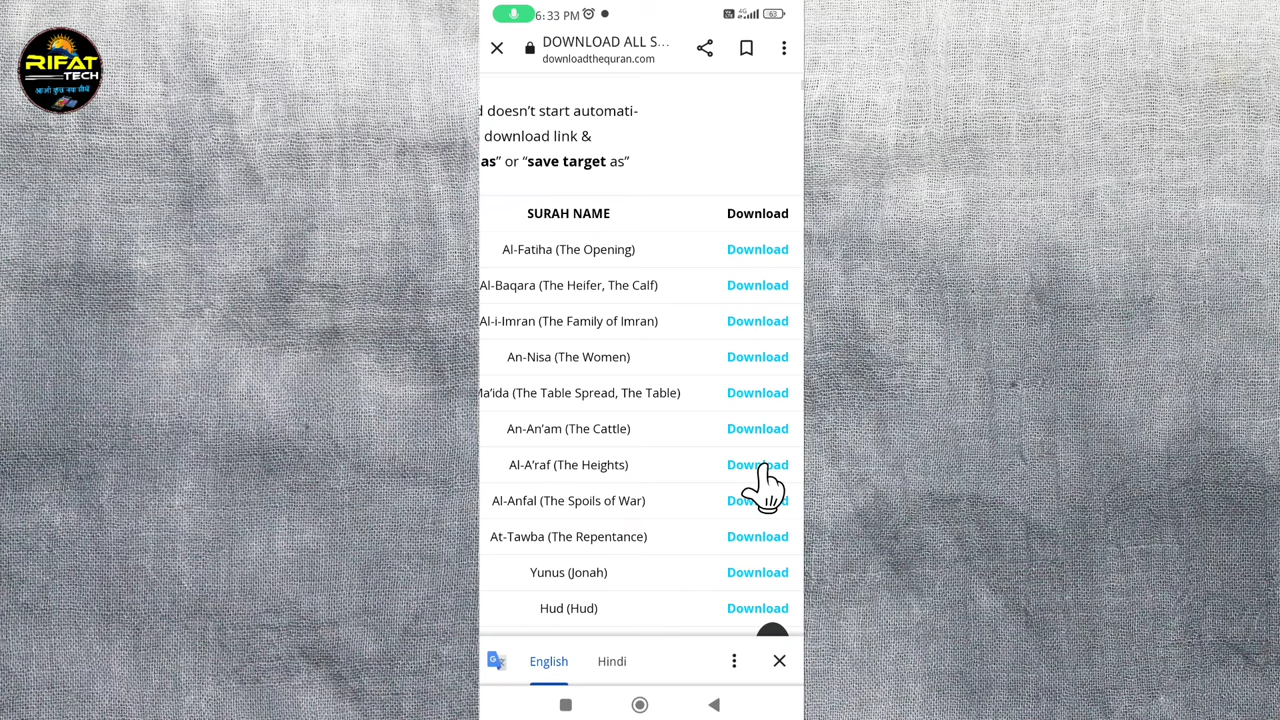 RIFAT
TECH
6:33 PM
4G
63
DOWNLOAD ALL S...
downloadthequran.com
d doesn't start automati-
download link &
as" or "save target as"
SURAH NAME Download
Al-Fatiha (The Opening) Download
Al-Baqara (The Heifer, The Calf) Download
Al-i-Imran (The Family of Imran) Download
An-Nisa (The Women) Download
Ma'ida (The Table Spread, The Table) Download
An-An'am (The Cattle) Download
Al-A'raf (The Heights) Download
Al-Anfal (The Spoils of War) Download
At-Tawba (The Repentance) Download
Yunus (Jonah) Download
Hud (Hud) Download
English Hindi